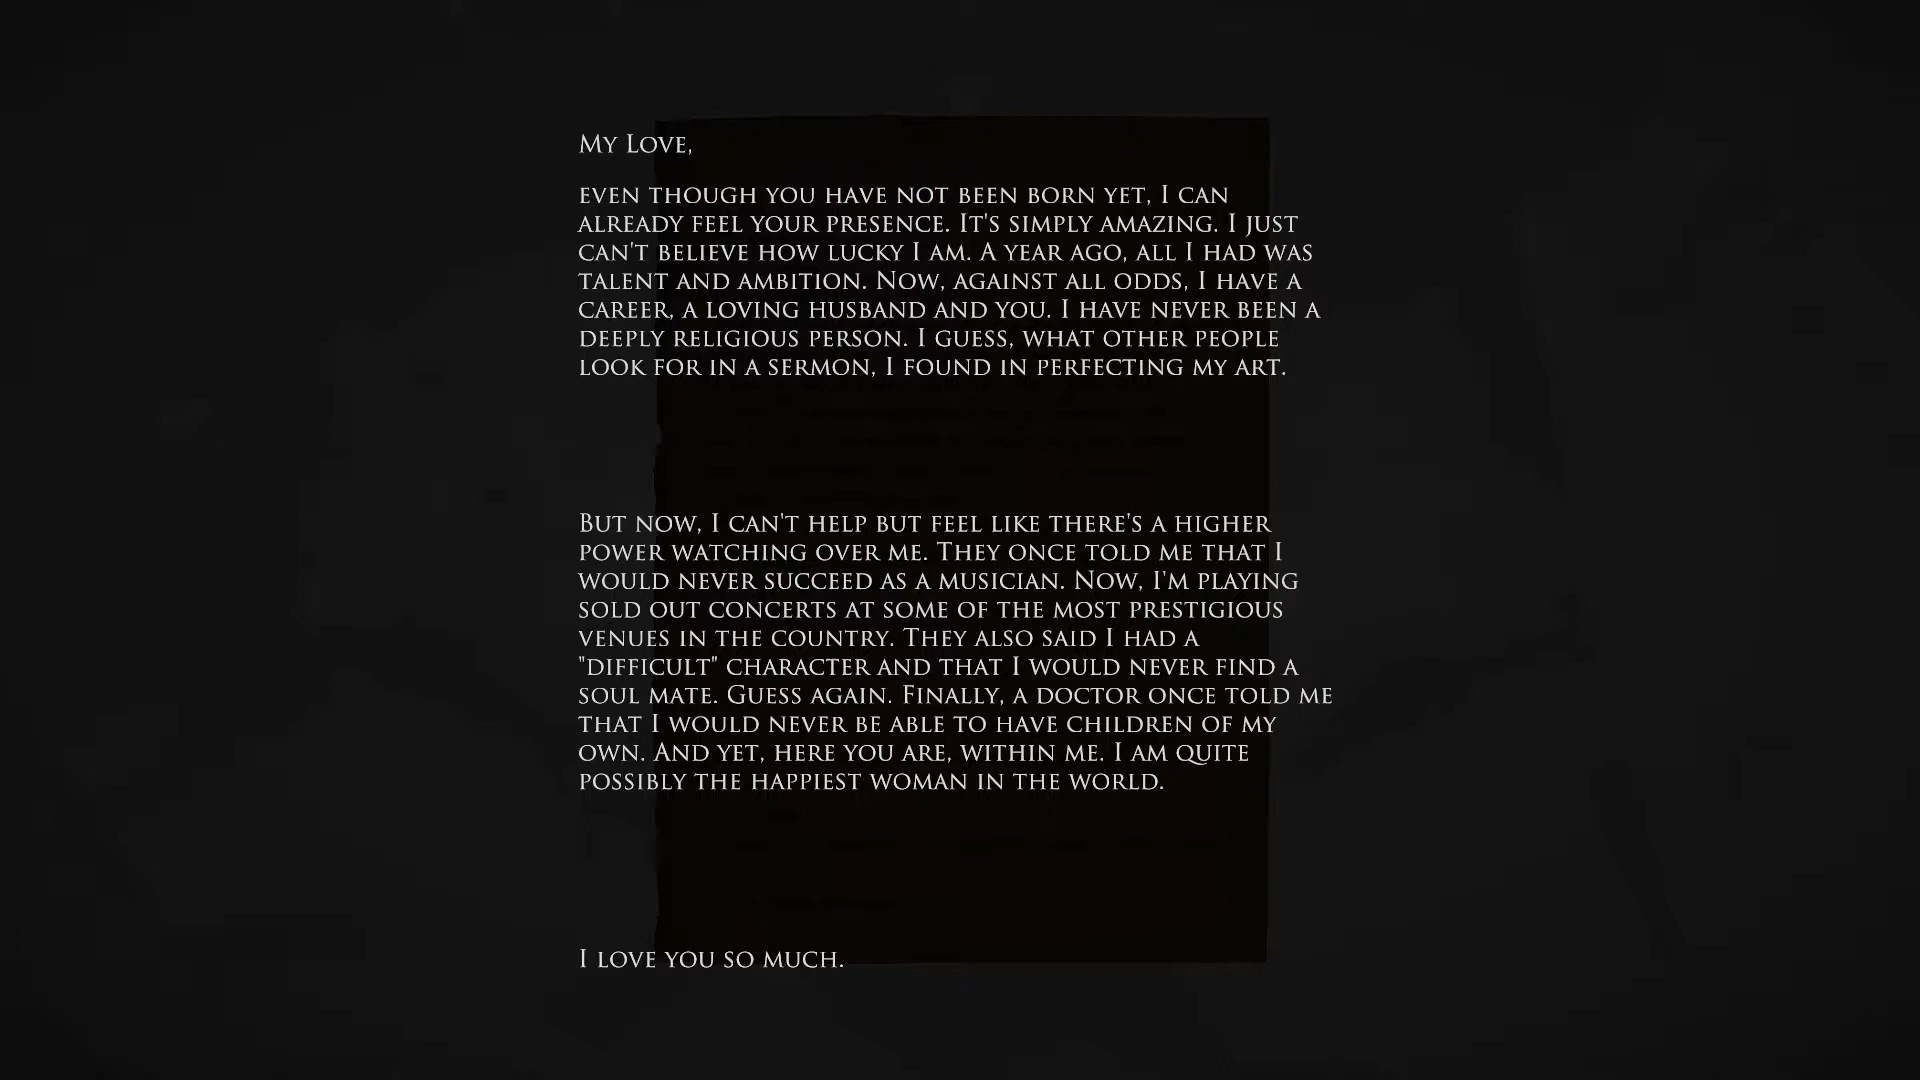 My Love,
even though you have not been born yet, I can
already feel your presence. It's simply amazing. I just
can't believe how lucky I am. A year ago, all I had was
talent and ambition. Now, against all odds, I have a
career, a loving husband and you. I have never been a
deeply religious person. I guess, what other people
look for in a sermon, I found in perfecting my art.
But now, I can't help but feel like there's a higher
power watching over me. They once told me that I
would never succeed as a musician. Now, I'm playing
sold out concerts at some of the most prestigious
venues in the country. They also said I had a
"difficult" character and that I would never find a
soul mate. Guess again. Finally, a doctor once told me
that I would never be able to have children of my
own. And yet, here you are, within me. I am quite
possibly the happiest woman in the world.
I love you so much.